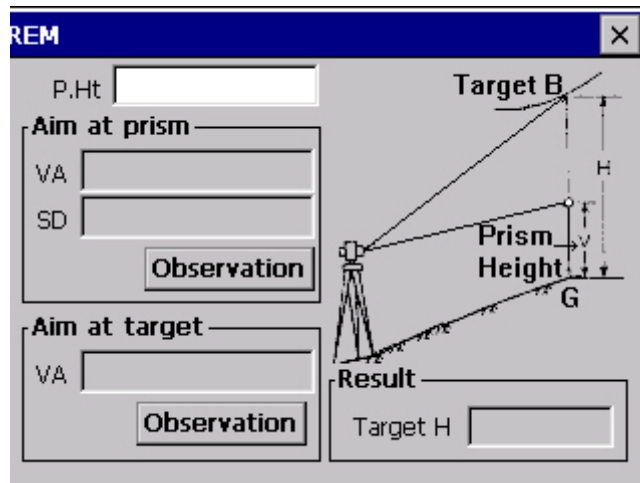 REM
P.Ht
Aim at prism
VA
SD
Observation
Aim at target
VA
Observation
Target B
H
Prism
V
Height
G
Result
Target H